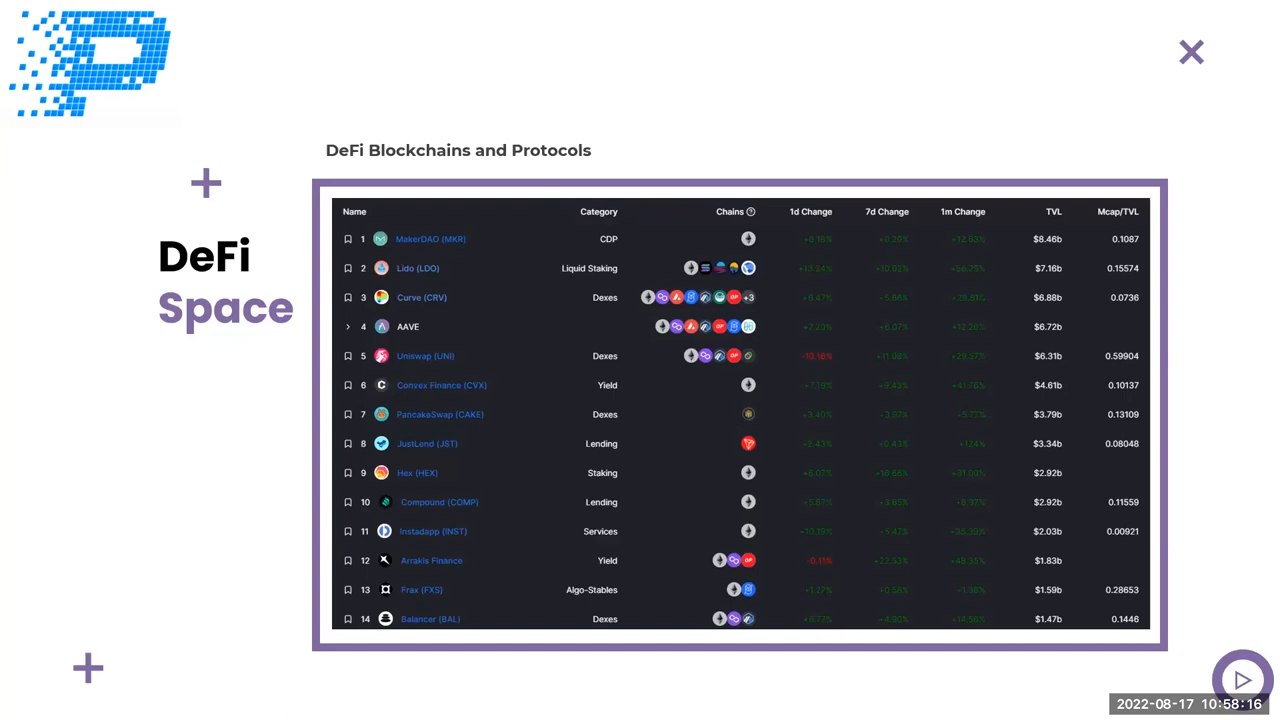 DeFi Blockchains and Protocols
DeFi
Space
Name Category Chains 1d Change 7d Change 1m Change TVL Mcap/TVL
1 MakerDAO (MKR) CDP $8.46b 0.1087
2 Lido (LDO) Liquid Staking $7.16b 0.15574
3 Curve (CRV) Dexes +3 $6.88b 0.0736
4 AAVE $6.72b
5 Uniswap (UNI) Dexes -10.16% $6.31b 0.59904
6 Convex Finance (CVX) Yield $4.61b 0.10137
7 PancakeSwap (CAKE) Dexes $3.79b 0.13109
8 JustLend (JST) Lending $3.34b 0.08048
9 Hex (HEX) Staking $2.92b
10 Compound (COMP) Lending $2.92b 0.11559
11 Instadapp (INST) Services $2.03b 0.00921
12 Arrakis Finance Yield $1.83b
13 Frax (FXS) Algo-Stables $1.59b 0.28653
14 Balancer (BAL) Dexes $1.47b 0.1446
2022-08-17 10:58:16